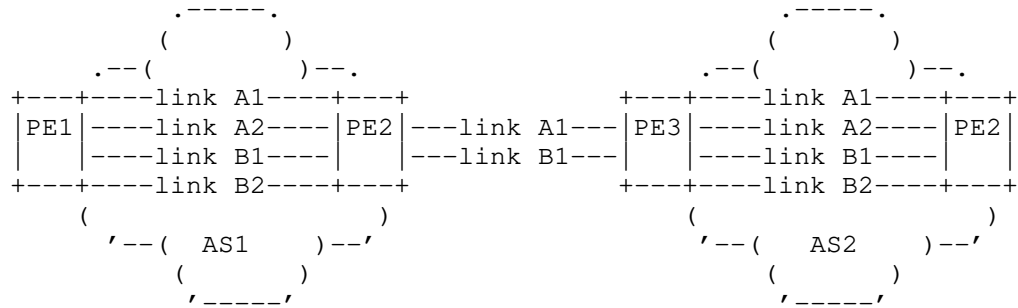 link A1 link A1
PE1 link A2 PE2 link A1 PE3 link A2 PE2
link B1 link B1 link B1
link B2 link B2
AS1 AS2